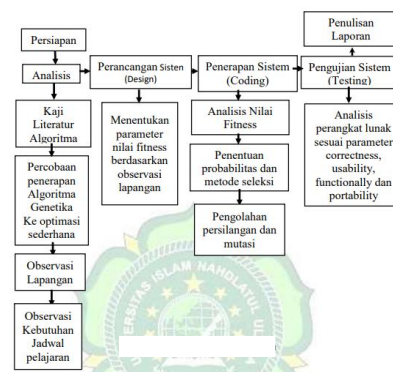 Persiapan
Analisis
Kaji
Literatur
Algoritma
Percobaan
penerapan
Algoritma
Genetika
Ke optimasi
sederhana
Observasi
Lapangan
Observasi
Kebutuhan
Jadwal
pelajaran
Perancangan Sisten
(Design)
Menentukan
parameter
nilai fitness
berdasarkan
observasi
lapangan
Penerapan Sistem
(Coding)
Analisis Nilai
Fitness
Penentuan
probabilitas dan
metode seleksi
Pengolahan
persilangan dan
mutasi
Penulisan
Laporan
Pengujian Sistem
(Testing)
Analisis
perangkat lunak
sesuai parameter
correctness,
usability,
functionally dan
portability